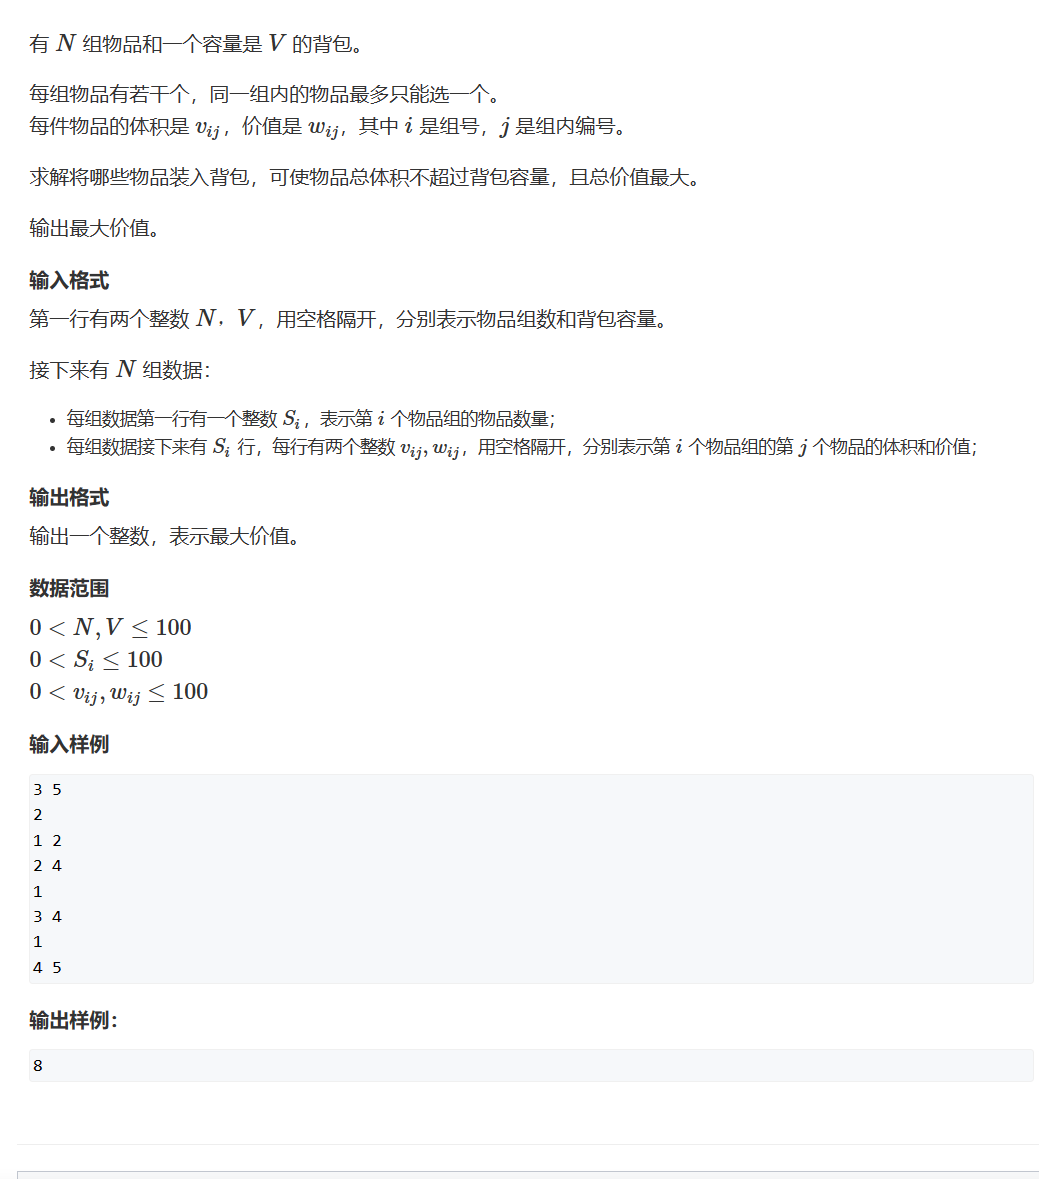 有 N 组物品和一个容量是 V 的背包。
每组物品有若干个，同一组内的物品最多只能选一个。
每件物品的体积是 v_{ij}，价值是 w_{ij}，其中 i 是组号，j 是组内编号。
求解将哪些物品装入背包，可使物品总体积不超过背包容量，且总价值最大。
输出最大价值。
输入格式
第一行有两个整数 N，V，用空格隔开，分别表示物品组数和背包容量。
接下来有 N 组数据：
• 每组数据第一行有一个整数 S_i，表示第 i 个物品组的物品数量；
• 每组数据接下来有 S_i 行，每行有两个整数 v_{ij}, w_{ij}，用空格隔开，分别表示第 i 个物品组的第 j 个物品的体积和价值；
输出格式
输出一个整数，表示最大价值。
数据范围
0 < N, V ≤ 100
0 < S_i ≤ 100
0 < v_{ij}, w_{ij} ≤ 100
输入样例
3 5
2
1 2
2 4
1
3 4
1
4 5
输出样例：
8